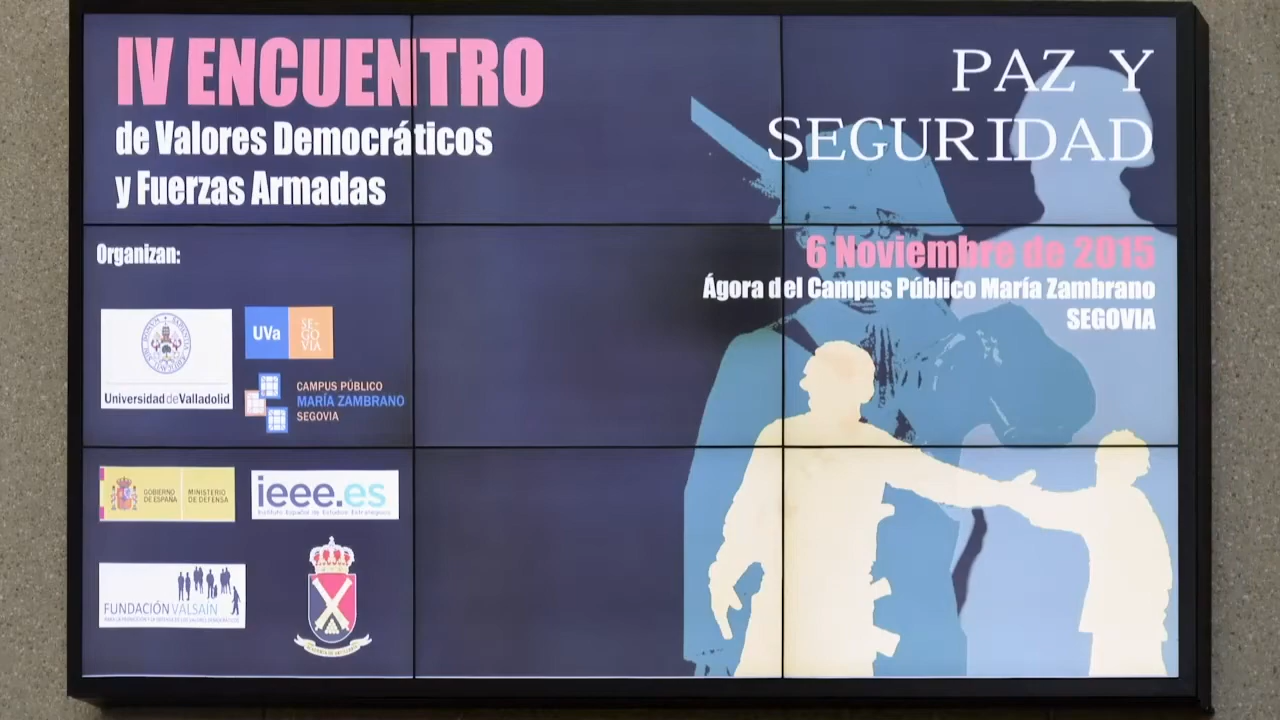 IV ENCUENTRO
de Valores Democráticos
y Fuerzas Armadas
PAZ Y
SEGURIDAD
6 Noviembre de 2015
Ágora del Campus Público María Zambrano
SEGOVIA
Organizan:
Universidad de Valladolid
UVa
SE-
GO
VIA
CAMPUS PÚBLICO
MARÍA ZAMBRANO
SEGOVIA
GOBIERNO
DE ESPAÑA
MINISTERIO
DE DEFENSA
ieee.es
Instituto Español de Estudios Estratégicos
FUNDACIÓN VALSAÍN